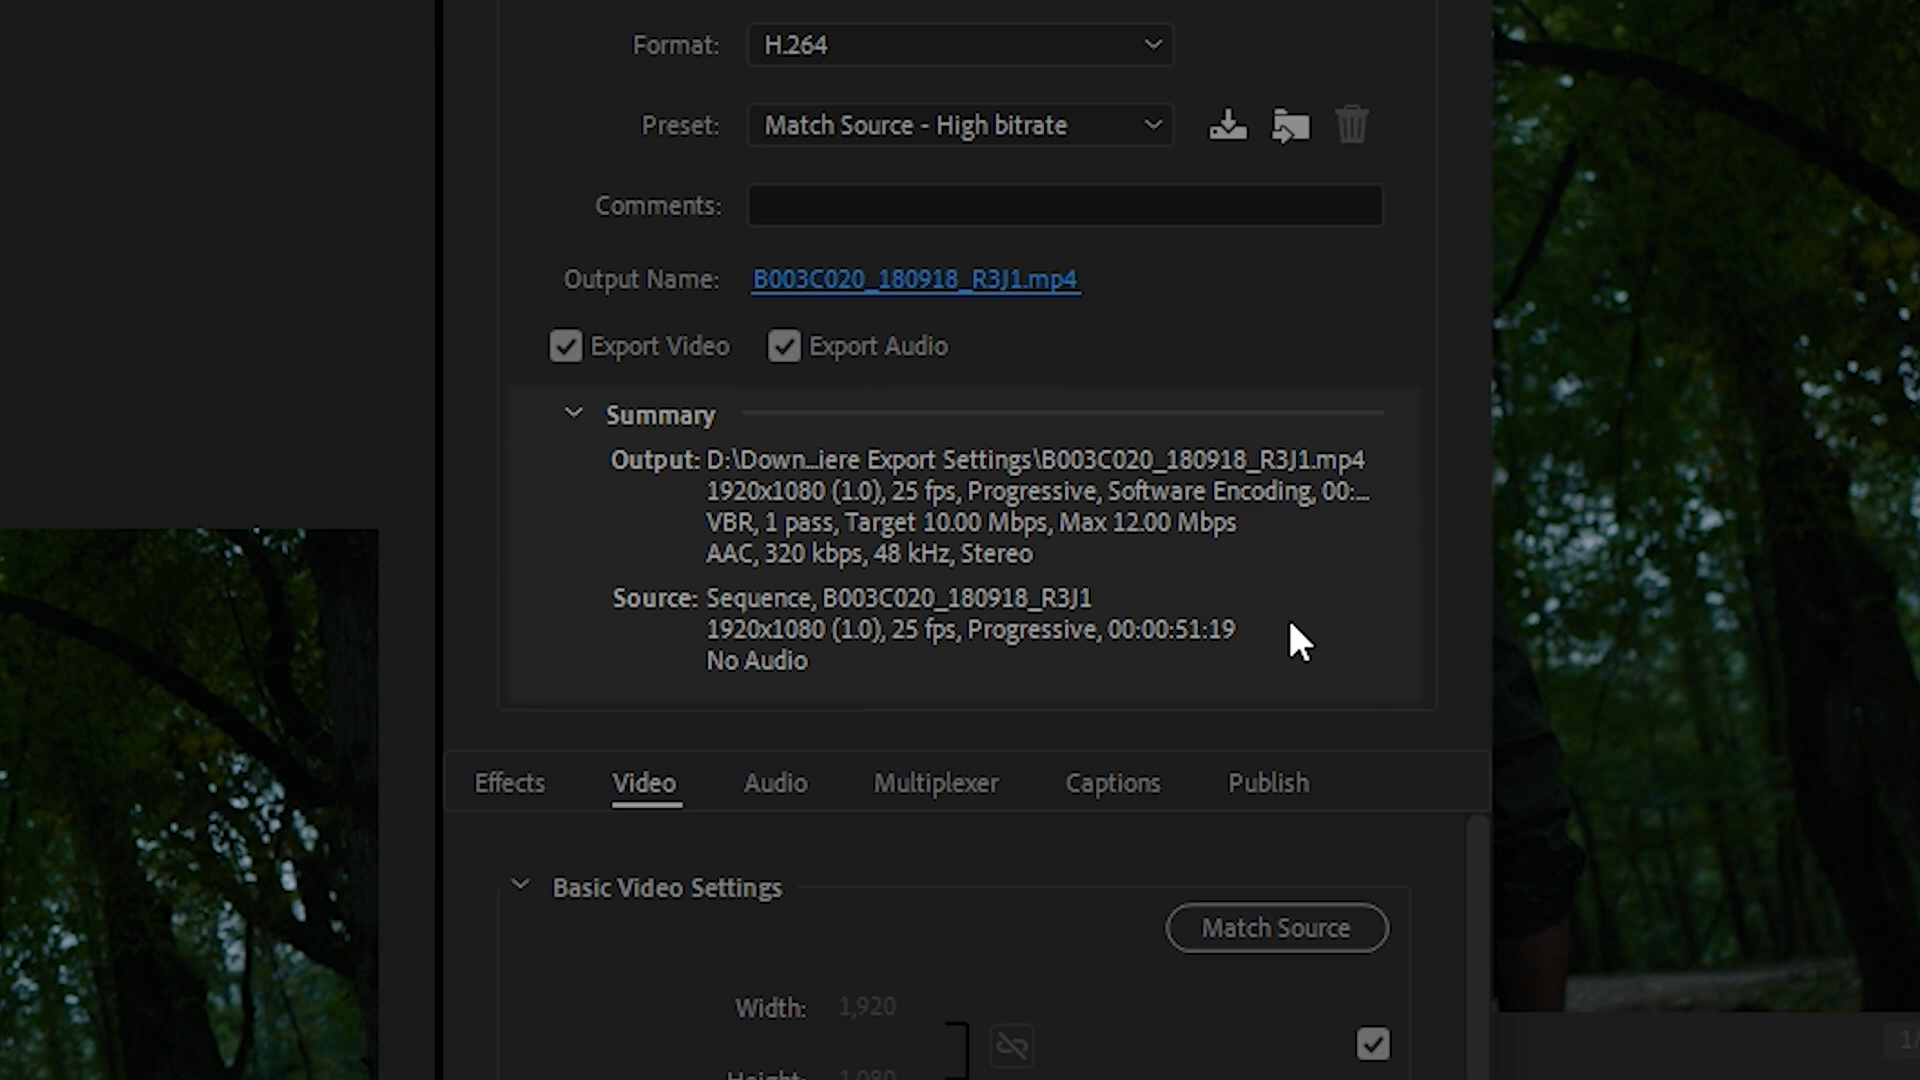 Format: H.264
Preset: Match Source - High bitrate
Comments:
Output Name: B003C020_180918_R3J1.mp4
Export Video Export Audio
Summary
Output: D:\Down...iere Export Settings\B003C020_180918_R3J1.mp4
1920x1080 (1.0), 25 fps, Progressive, Software Encoding, 00:...
VBR, 1 pass, Target 10.00 Mbps, Max 12.00 Mbps
AAC, 320 kbps, 48 kHz, Stereo
Source: Sequence, B003C020_180918_R3J1
1920x1080 (1.0), 25 fps, Progressive, 00:00:51:19
No Audio
Effects Video Audio Multiplexer Captions Publish
Basic Video Settings
Match Source
Width: 1,920
Height: 1,080